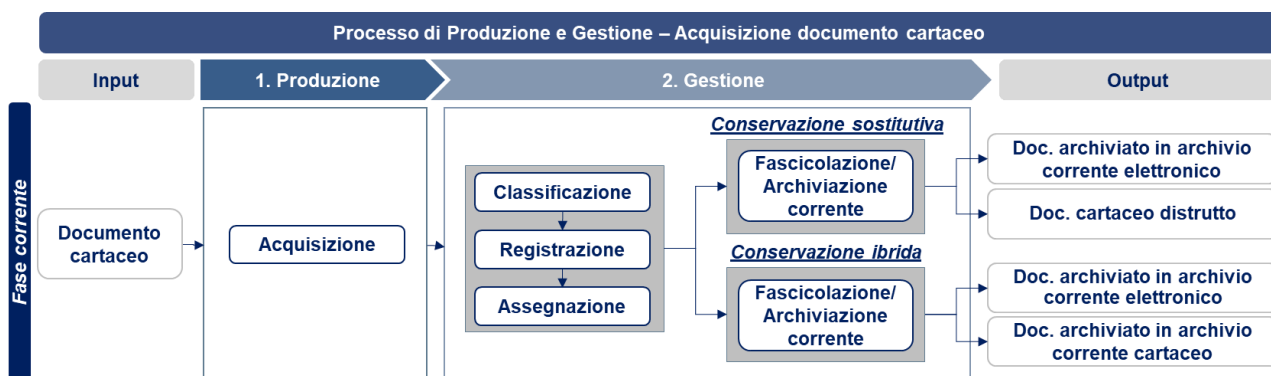 Processo di Produzione e Gestione – Acquisizione documento cartaceo
Input
1. Produzione
2. Gestione
Output
Fase corrente
Documento
cartaceo
Acquisizione
Classificazione
Registrazione
Assegnazione
Conservazione sostitutiva
Fascicolazione/
Archiviazione
corrente
Conservazione ibrida
Fascicolazione/
Archiviazione
corrente
Doc. archiviato in archivio
corrente elettronico
Doc. cartaceo distrutto
Doc. archiviato in archivio
corrente elettronico
Doc. archiviato in archivio
corrente cartaceo